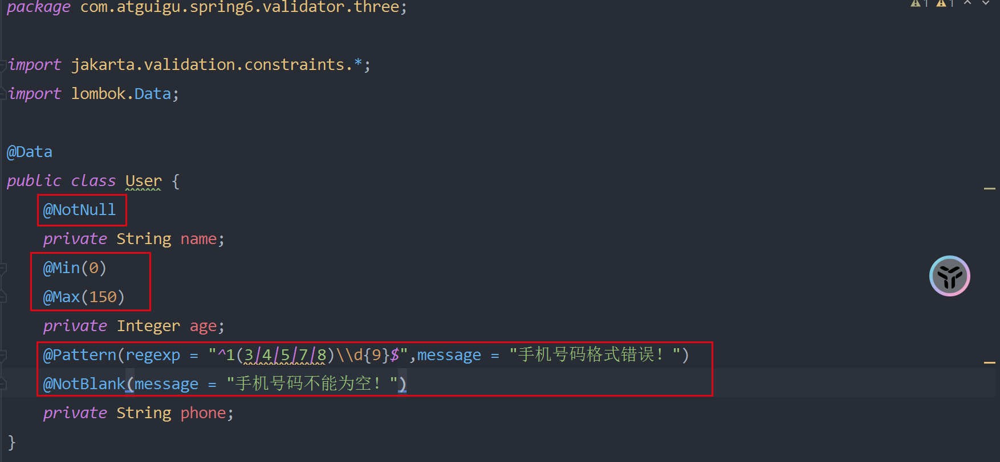 1 1
package com.atguigu.spring6.validator.three;
import jakarta.validation.constraints.*;
import lombok.Data;
@Data
public class User {
@NotNull
private String name;
@Min(0)
@Max(150)
private Integer age;
@Pattern(regexp = "^1(3|4|5|7|8)\\d{9}$",message = "手机号码格式错误！")
@NotBlank(message = "手机号码不能为空！")
private String phone;
}